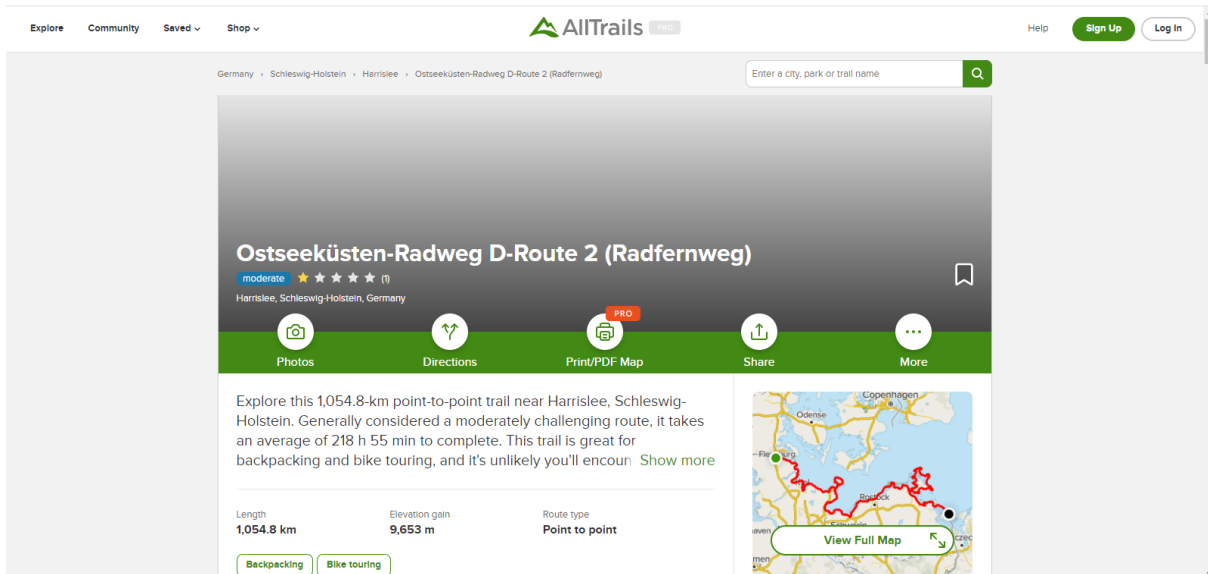 Explore Community Saved Shop AllTrails PRO Help Sign Up Log In
Germany › Schleswig-Holstein › Harrislee › Ostseeküsten-Radweg D-Route 2 (Radfernweg)
Enter a city, park or trail name
Ostseeküsten-Radweg D-Route 2 (Radfernweg)
moderate (1)
Harrislee, Schleswig-Holstein, Germany
PRO
Photos Directions Print/PDF Map Share More
Explore this 1,054.8-km point-to-point trail near Harrislee, Schleswig-
Holstein. Generally considered a moderately challenging route, it takes
an average of 218 h 55 min to complete. This trail is great for
backpacking and bike touring, and it's unlikely you'll encoun Show more
Length Elevation gain Route type
1,054.8 km 9,653 m Point to point
Backpacking Bike touring
Copenhagen
Odense
Rostock
View Full Map